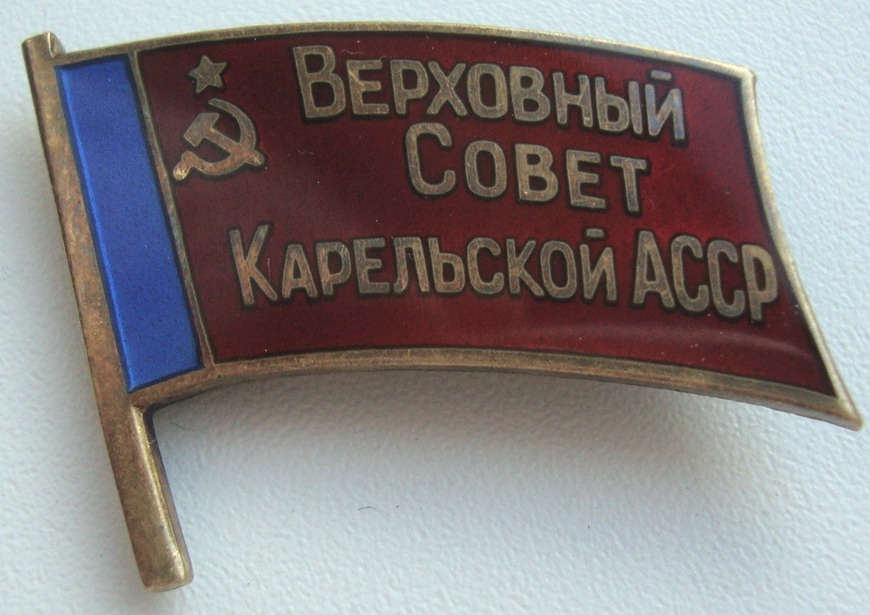 Верховный
Совет
Карельской АССР